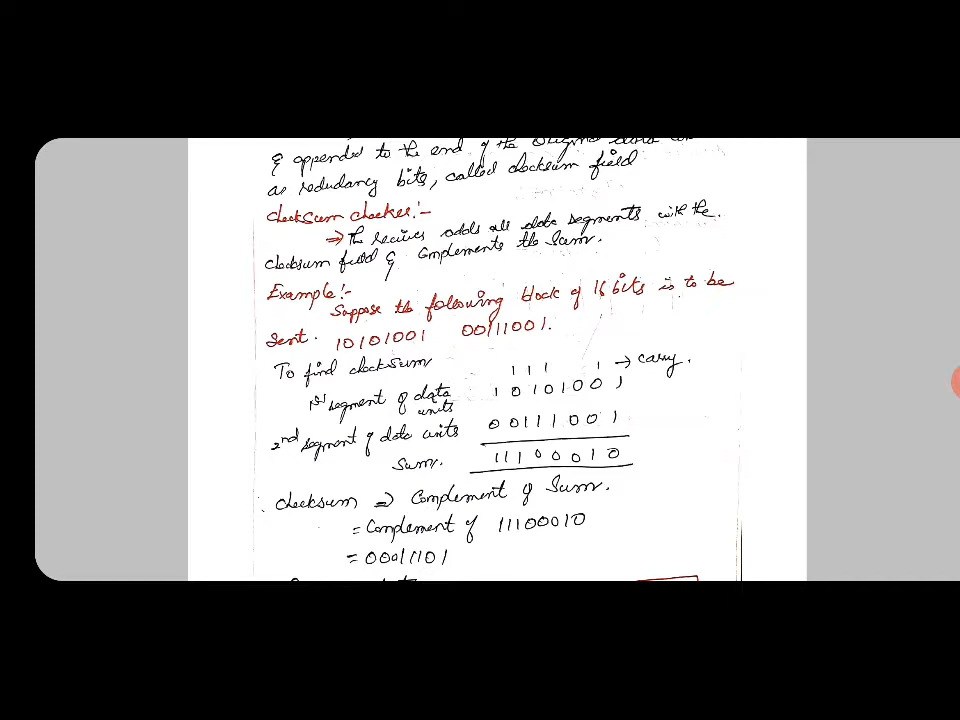 & appended to the end of the original data
as redudancy bits, called checksum field
checksum checker:-
⇒ The recives adds all data segments with the.
checksum field & complements the sum.
Example:-
Suppose the following block of 16 bits is to be
sent. 10101001 00111001.
To find checksum
1 1 1 1 → carry.
1st segment of data units 1 0 1 0 1 0 0 1
2nd segment of data units 0 0 1 1 1 0 0 1
Sum. 1 1 1 0 0 0 1 0
checksum ⇒ Complement of Sum.
= Complement of 11100010
= 00011101